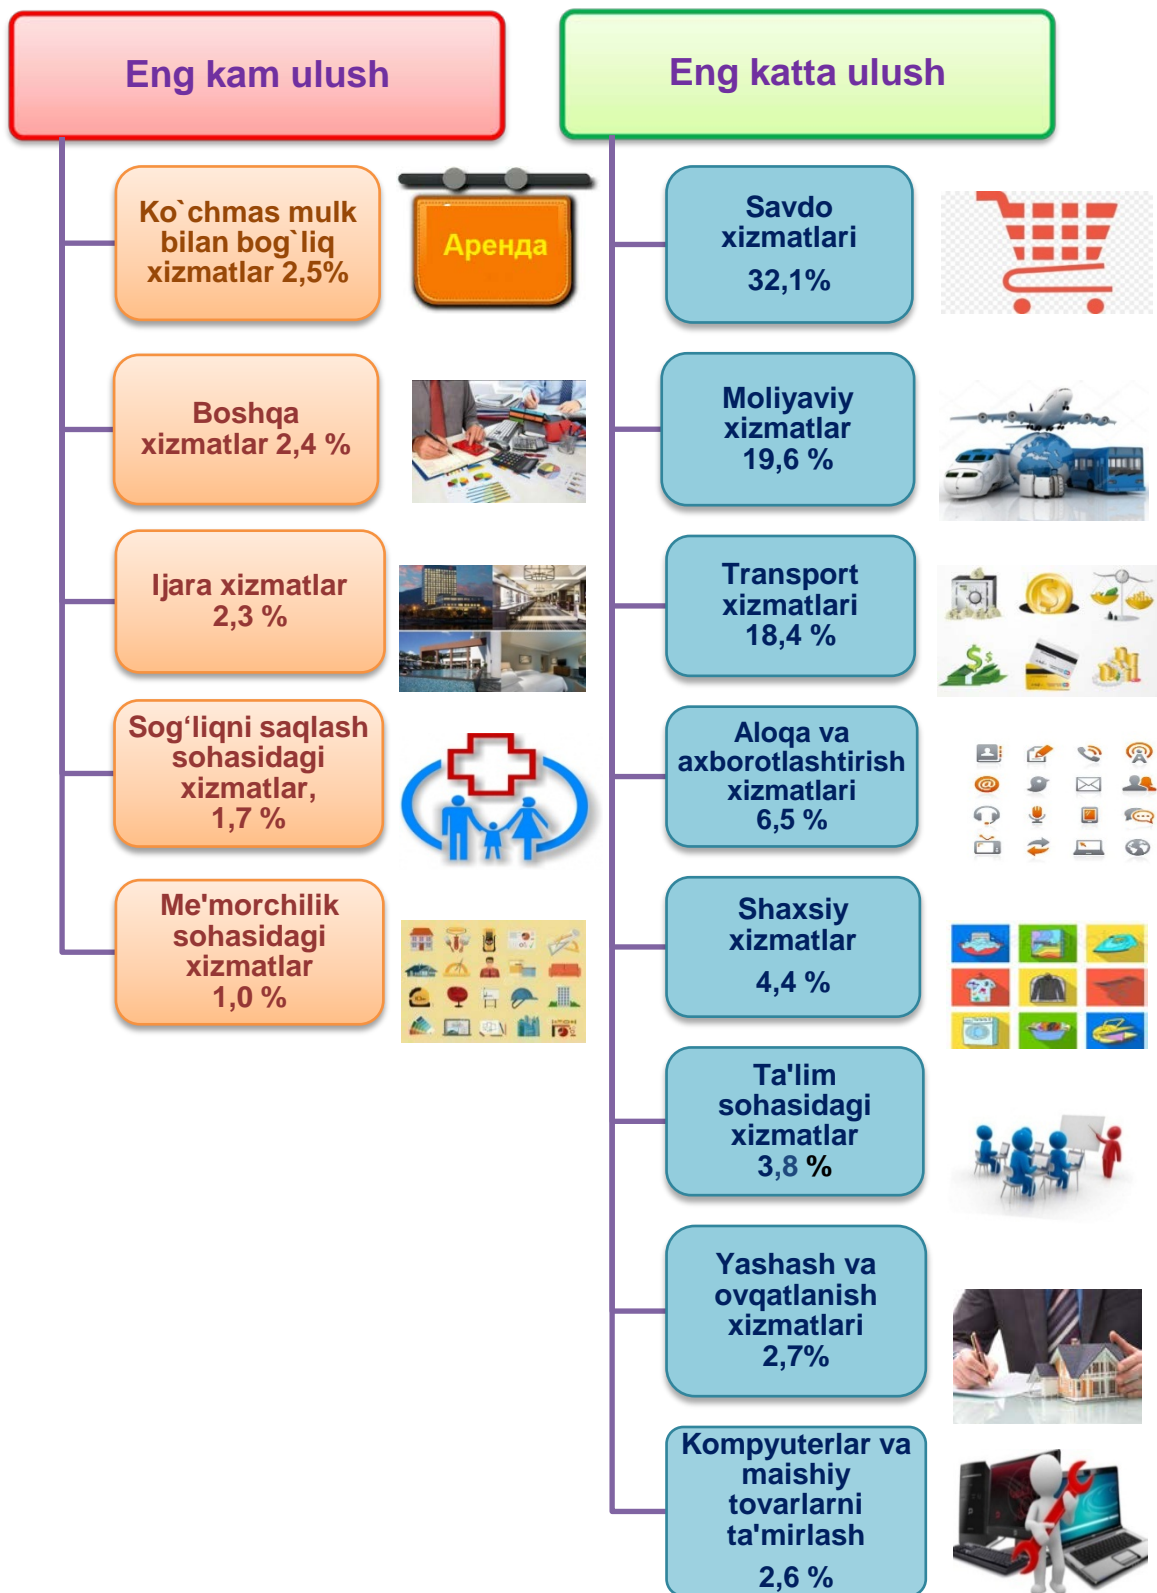 Eng kam ulush
Ko`chmas mulk
bilan bog`liq
xizmatlar 2,5%
Аренда
Boshqa
xizmatlar 2,4 %
Ijara xizmatlar
2,3 %
Sog‘liqni saqlash
sohasidagi
xizmatlar,
1,7 %
Me'morchilik
sohasidagi
xizmatlar
1,0 %
Eng katta ulush
Savdo
xizmatlari
32,1%
Moliyaviy
xizmatlar
19,6 %
Transport
xizmatlari
18,4 %
Aloqa va
axborotlashtirish
xizmatlari
6,5 %
Shaxsiy
xizmatlar
4,4 %
Ta'lim
sohasidagi
xizmatlar
3,8 %
Yashash va
ovqatlanish
xizmatlari
2,7%
Kompyuterlar va
maishiy
tovarlarni
ta'mirlash
2,6 %